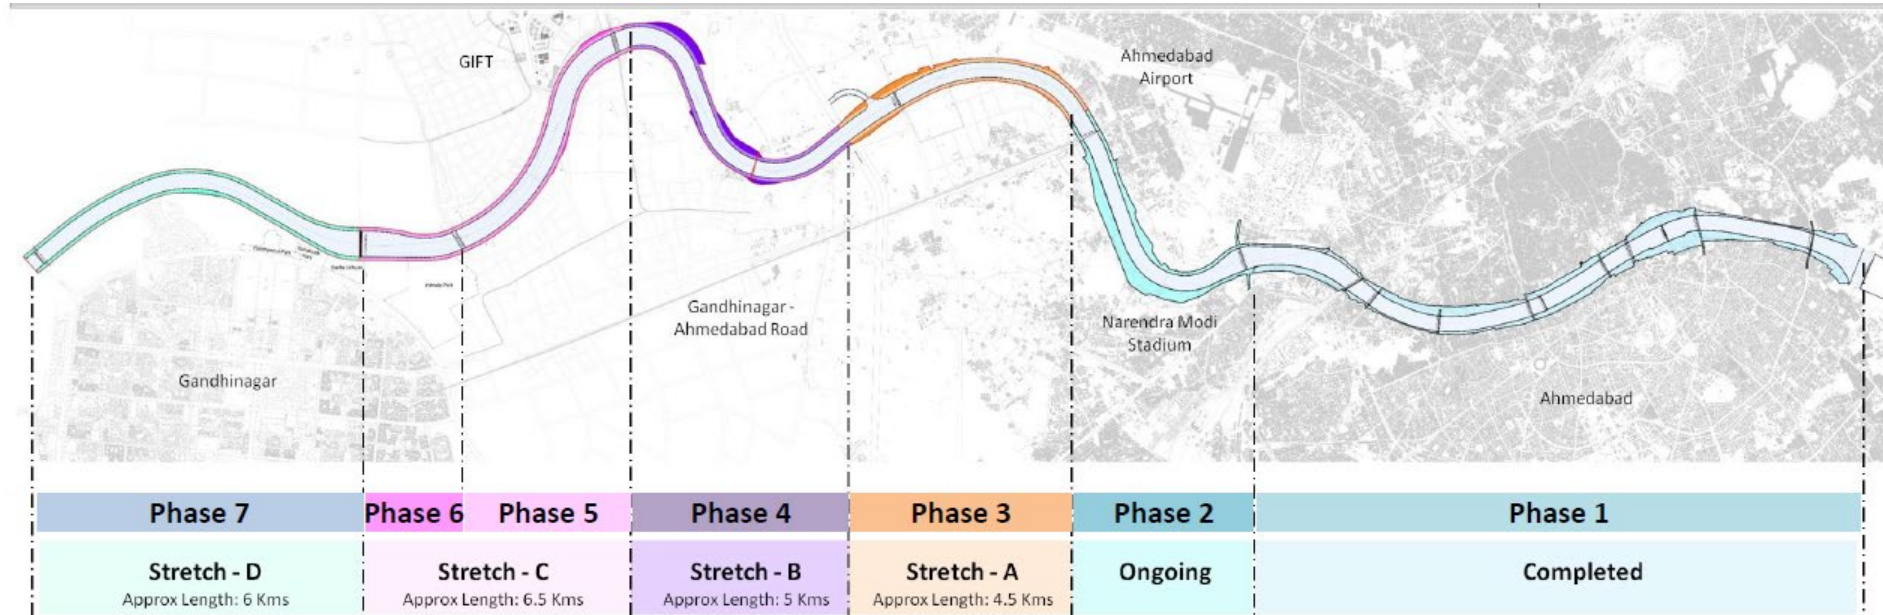 GIFT
Ahmedabad
Airport
Gandhinagar -
Ahmedabad Road
Narendra Modi
Stadium
Gandhinagar
Ahmedabad
Phase 7
Phase 6
Phase 5
Phase 4
Phase 3
Phase 2
Phase 1
Stretch - D
Approx Length: 6 Kms
Stretch - C
Approx Length: 6.5 Kms
Stretch - B
Approx Length: 5 Kms
Stretch - A
Approx Length: 4.5 Kms
Ongoing
Completed